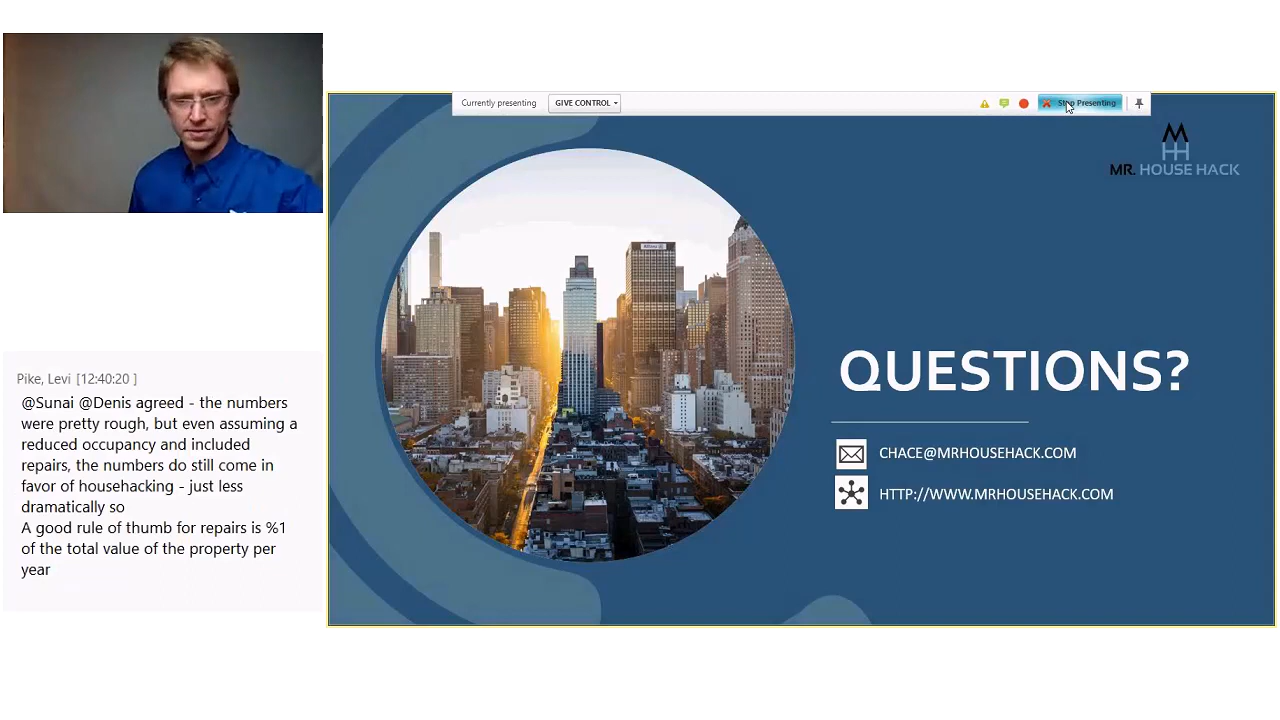 Currently presenting
GIVE CONTROL
Stop Presenting
MR. HOUSE HACK
Allianz
QUESTIONS?
CHACE@MRHOUSEHACK.COM
HTTP://WWW.MRHOUSEHACK.COM
Pike, Levi [12:40:20 ]
@Sunai @Denis agreed - the numbers
were pretty rough, but even assuming a
reduced occupancy and included
repairs, the numbers do still come in
favor of househacking - just less
dramatically so
A good rule of thumb for repairs is %1
of the total value of the property per
year